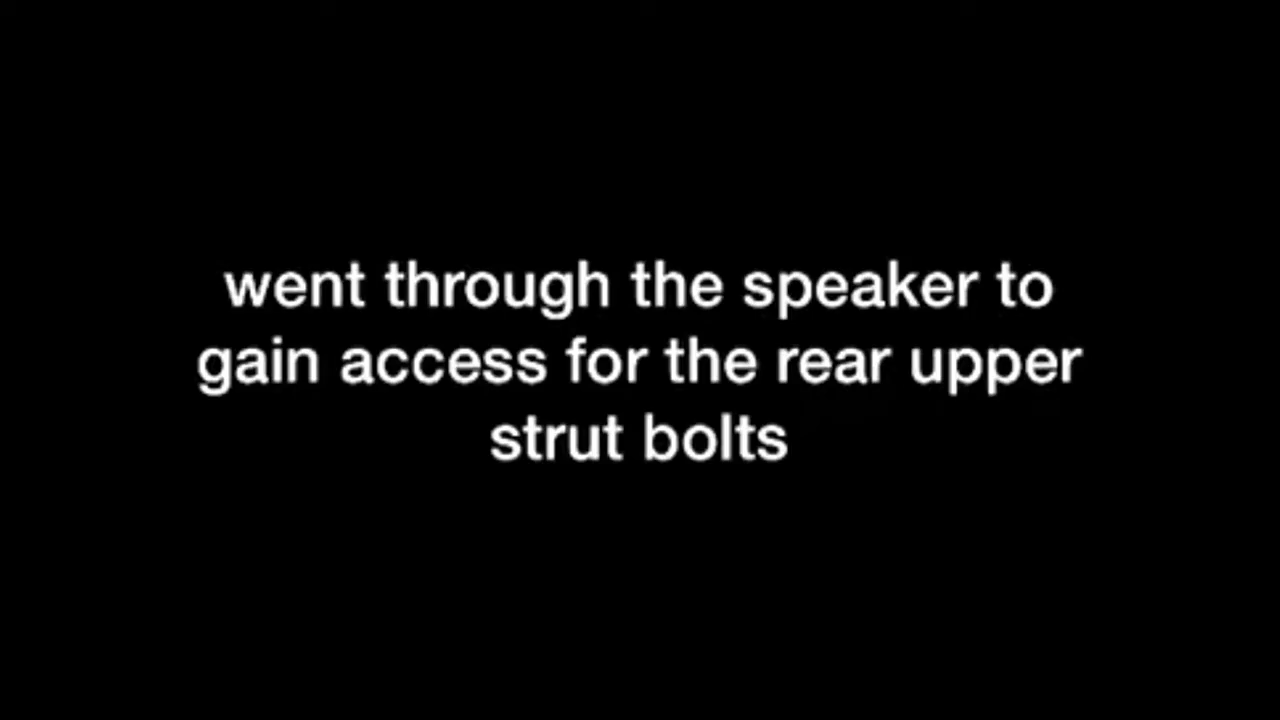 went through the speaker to
gain access for the rear upper
strut bolts